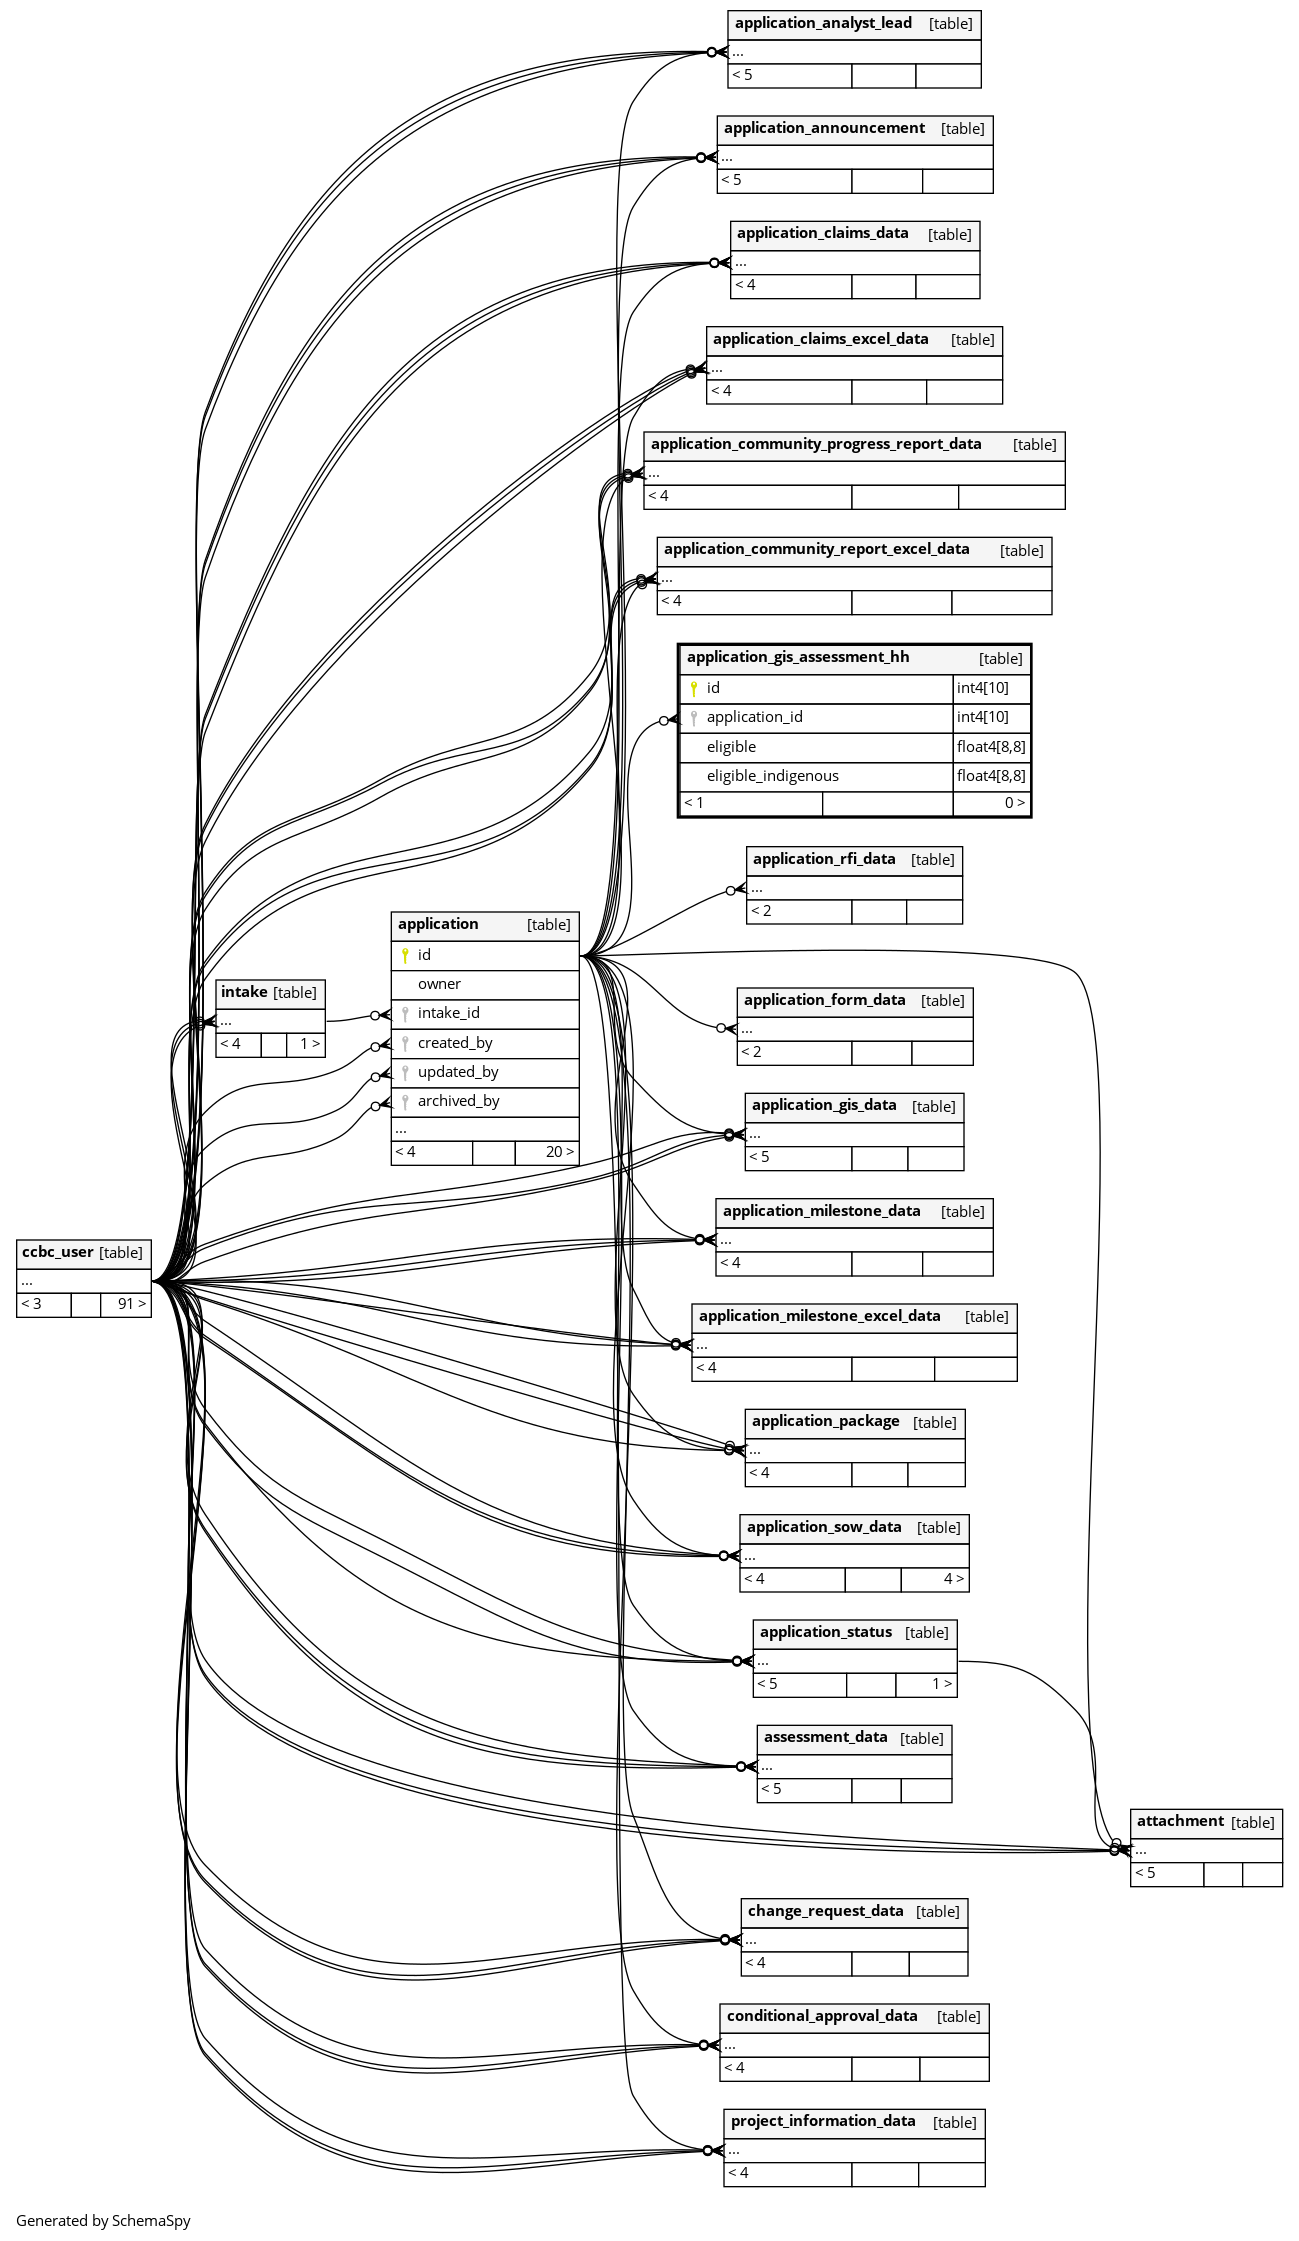 application_analyst_lead [table]
...
< 5
application_announcement [table]
...
< 5
application_claims_data [table]
...
< 4
application_claims_excel_data [table]
...
< 4
application_community_progress_report_data [table]
...
< 4
application_community_report_excel_data [table]
...
< 4
application_gis_assessment_hh [table]
id int4[10]
application_id int4[10]
eligible float4[8,8]
eligible_indigenous float4[8,8]
< 1 0 >
application_rfi_data [table]
...
< 2
application [table]
id
owner
intake_id
created_by
updated_by
archived_by
...
< 4 20 >
intake [table]
...
< 4 1 >
application_form_data [table]
...
< 2
application_gis_data [table]
...
< 5
application_milestone_data [table]
...
< 4
ccbc_user [table]
...
< 3 91 >
application_milestone_excel_data [table]
...
< 4
application_package [table]
...
< 4
application_sow_data [table]
...
< 4 4 >
application_status [table]
...
< 5 1 >
assessment_data [table]
...
< 5
attachment [table]
...
< 5
change_request_data [table]
...
< 4
conditional_approval_data [table]
...
< 4
project_information_data [table]
...
< 4
Generated by SchemaSpy